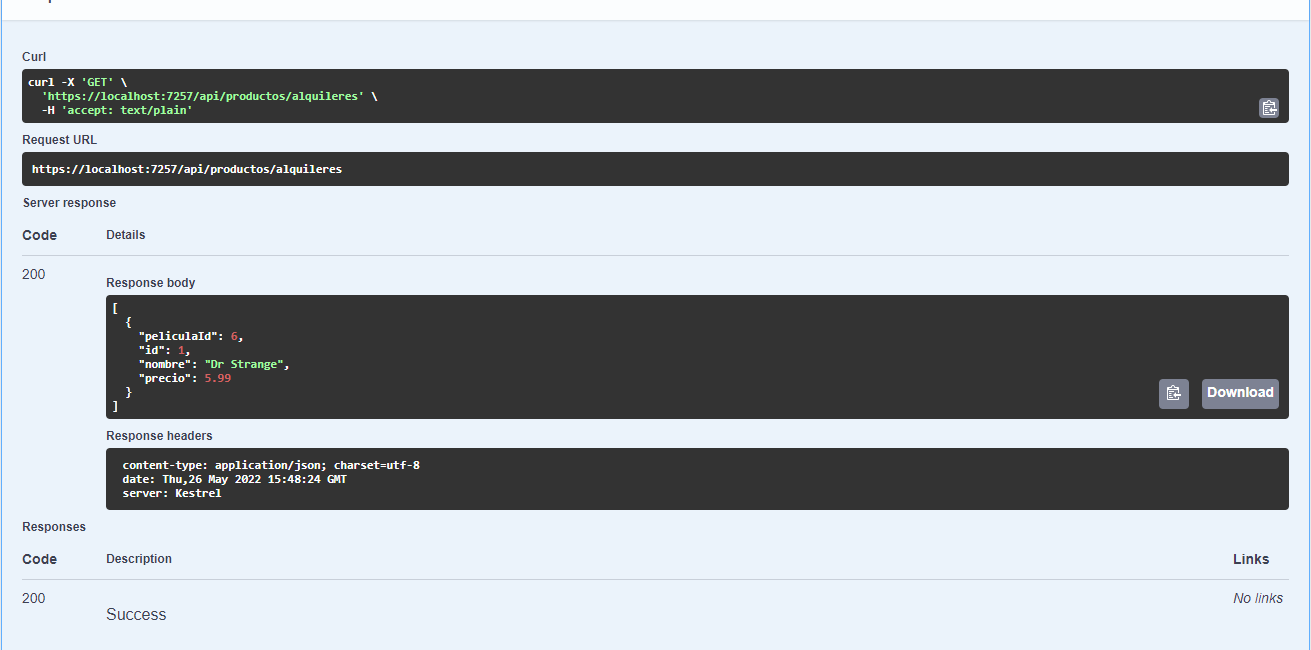 Curl
curl -X 'GET' \
'https://localhost:7257/api/productos/alquileres' \
-H 'accept: text/plain'
Request URL
https://localhost:7257/api/productos/alquileres
Server response
Code Details
200
Response body
[
{
"peliculaId": 6,
"id": 1,
"nombre": "Dr Strange",
"precio": 5.99
}
]
Download
Response headers
content-type: application/json; charset=utf-8
date: Thu,26 May 2022 15:48:24 GMT
server: Kestrel
Responses
Code Description Links
200 No links
Success